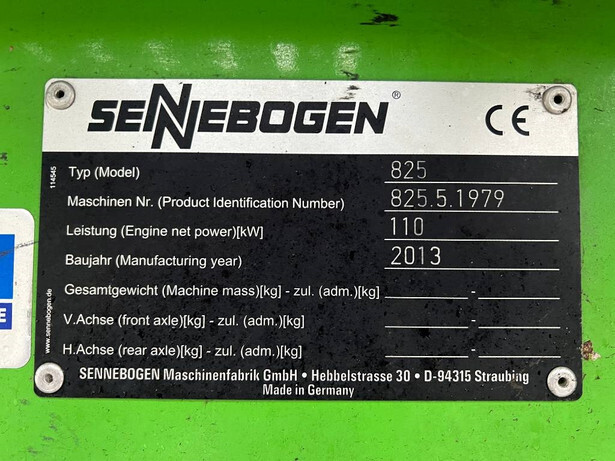 SENNEBOGEN®
CE
Typ (Model) 825
Maschinen Nr. (Product Identification Number) 825.5.1979
Leistung (Engine net power)[kW] 110
Baujahr (Manufacturing year) 2013
Gesamtgewicht (Machine mass)[kg] - zul. (adm.)[kg] -
V.Achse (front axle)[kg] - zul. (adm.)[kg] -
H.Achse (rear axle)[kg] - zul. (adm.)[kg] -
SENNEBOGEN Maschinenfabrik GmbH • Hebbelstrasse 30 • D-94315 Straubing
Made in Germany
114545
www.sennebogen.de
E